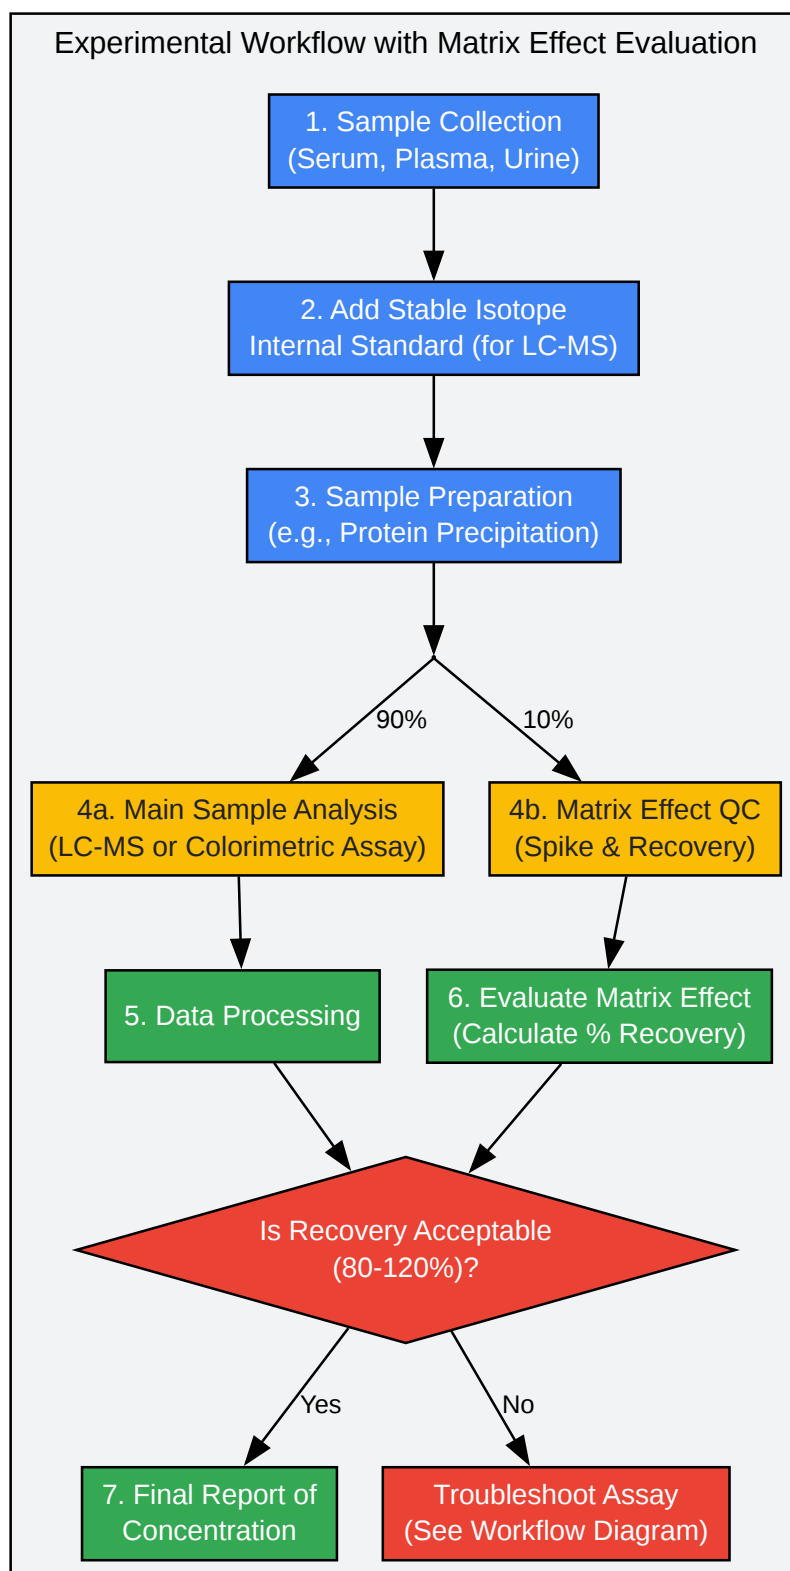 Experimental Workflow with Matrix Effect Evaluation
1. Sample Collection
(Serum, Plasma, Urine)
2. Add Stable Isotope
Internal Standard (for LC-MS)
3. Sample Preparation
(e.g., Protein Precipitation)
90%
10%
4a. Main Sample Analysis
(LC-MS or Colorimetric Assay)
4b. Matrix Effect QC
(Spike & Recovery)
5. Data Processing
6. Evaluate Matrix Effect
(Calculate % Recovery)
Is Recovery Acceptable
(80-120%)?
Yes
No
7. Final Report of
Concentration
Troubleshoot Assay
(See Workflow Diagram)